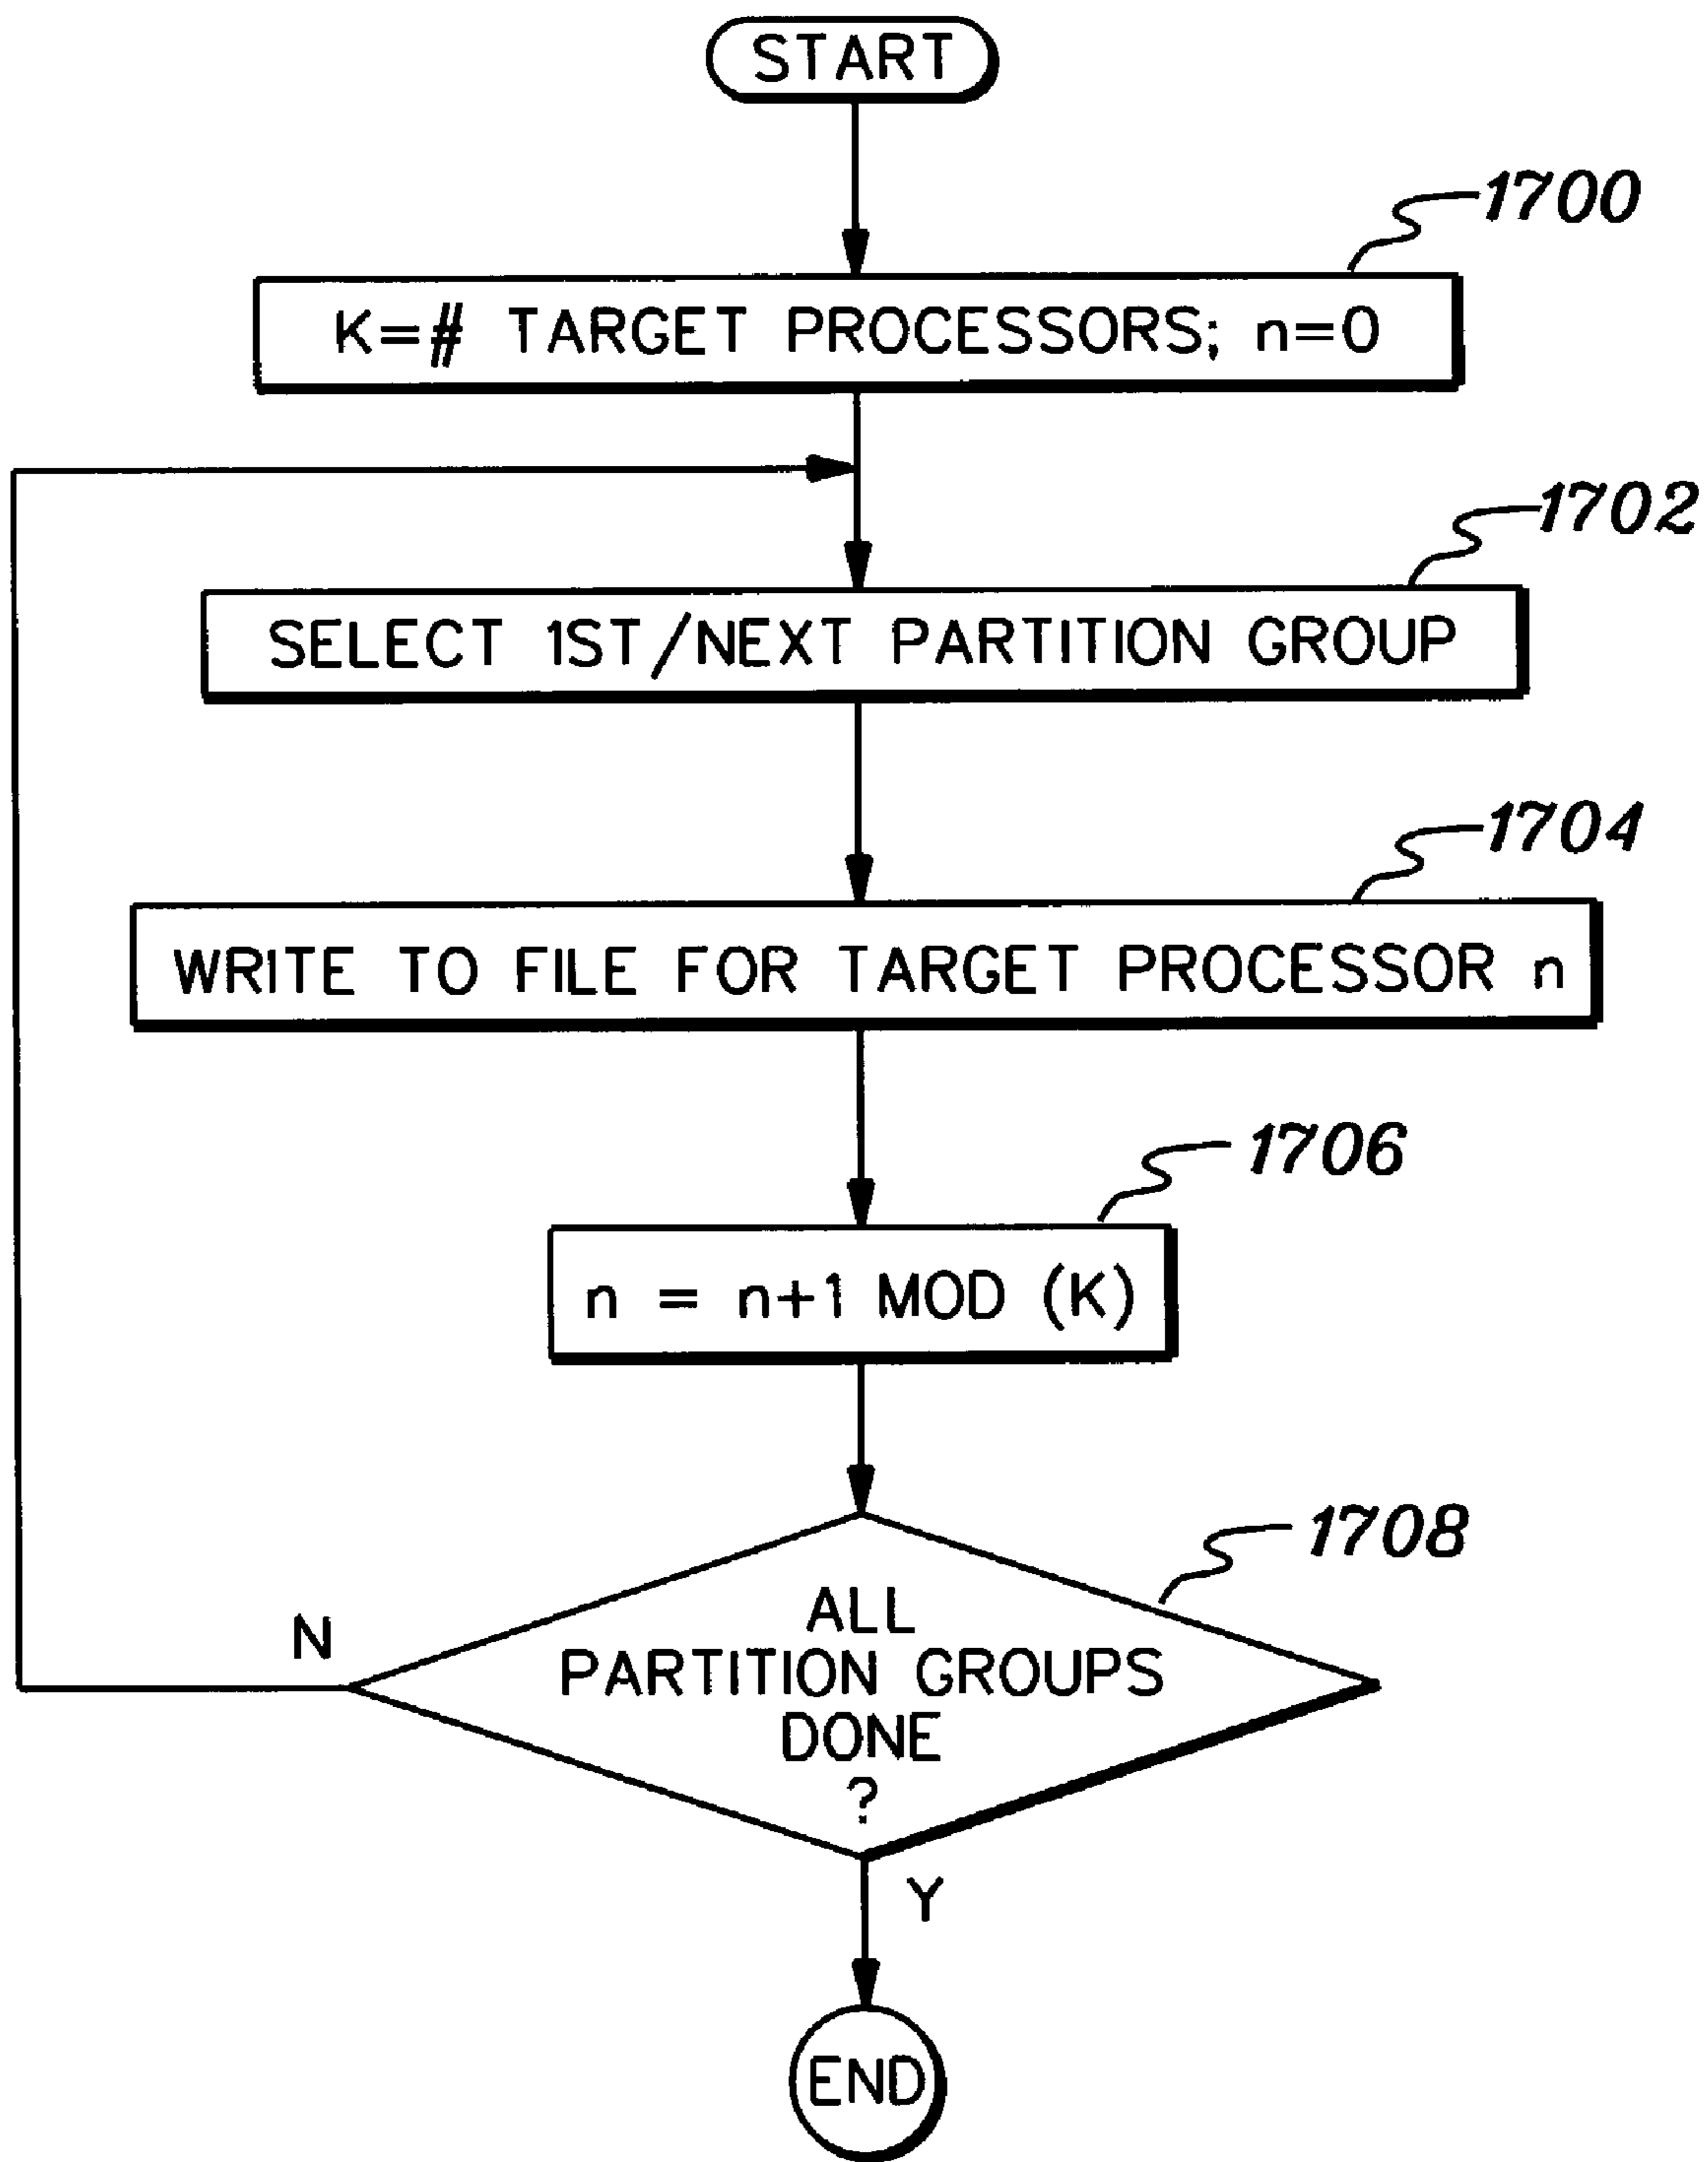 START
1700
K=# TARGET PROCESSORS; n=0
1702
SELECT 1ST/NEXT PARTITION GROUP
1704
WRITE TO FILE FOR TARGET PROCESSOR n
1706
n = n+1 MOD (K)
1708
ALL
PARTITION GROUPS
DONE
?
N
Y
END